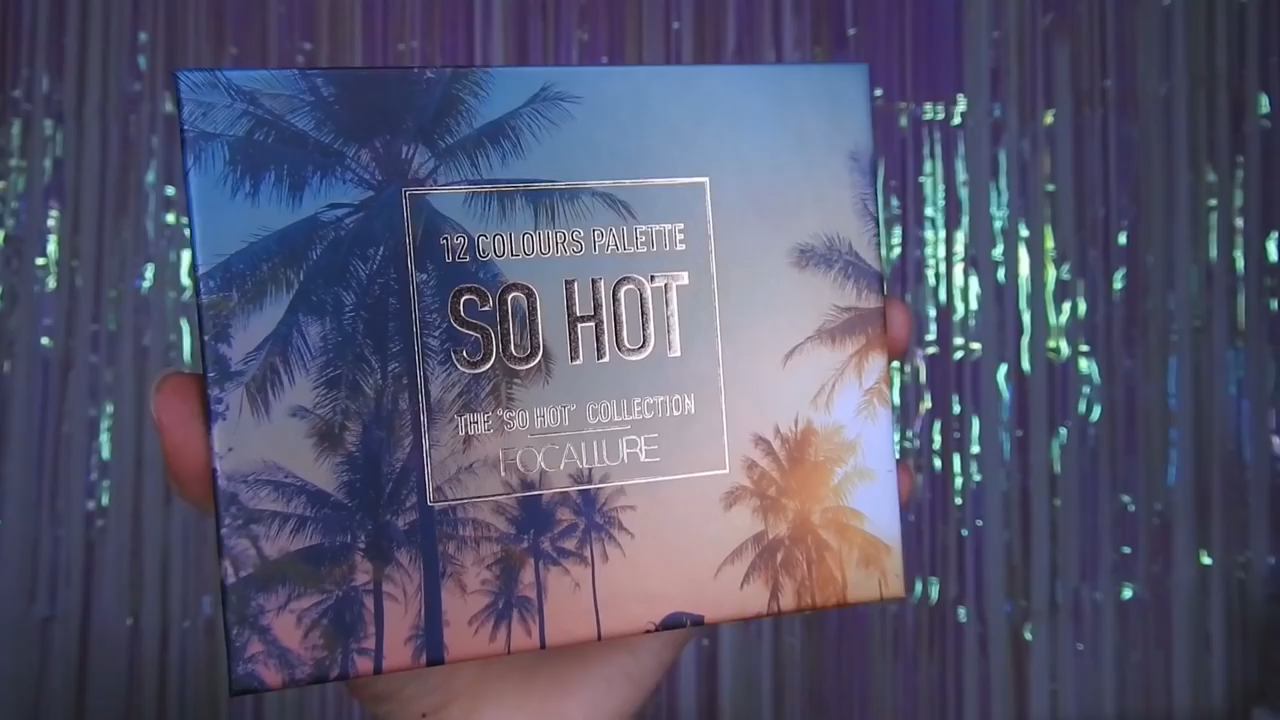 12 COLOURS PALETTE
SO HOT
THE 'SO HOT' COLLECTION
FOCALLURE